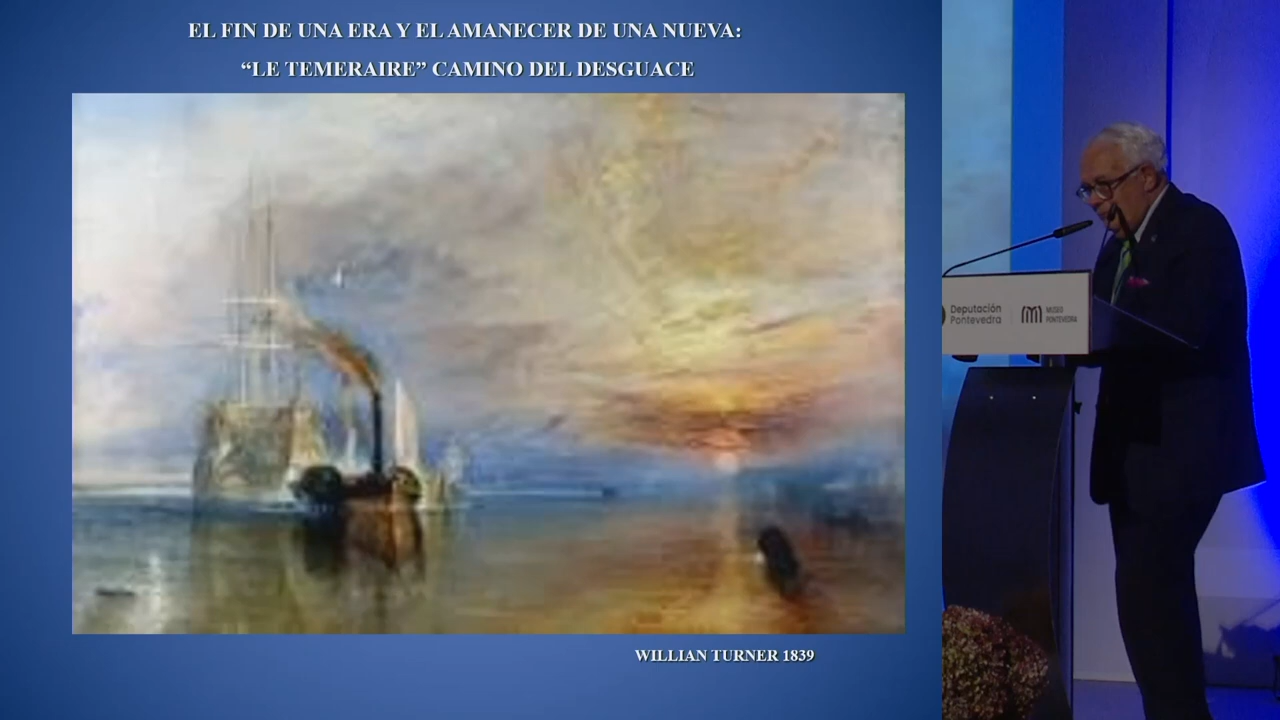 EL FIN DE UNA ERA Y EL AMANECER DE UNA NUEVA:
“LE TEMERAIRE” CAMINO DEL DESGUACE
WILLIAN TURNER 1839
Deputación
Pontevedra
MUSEO
PONTEVEDRA